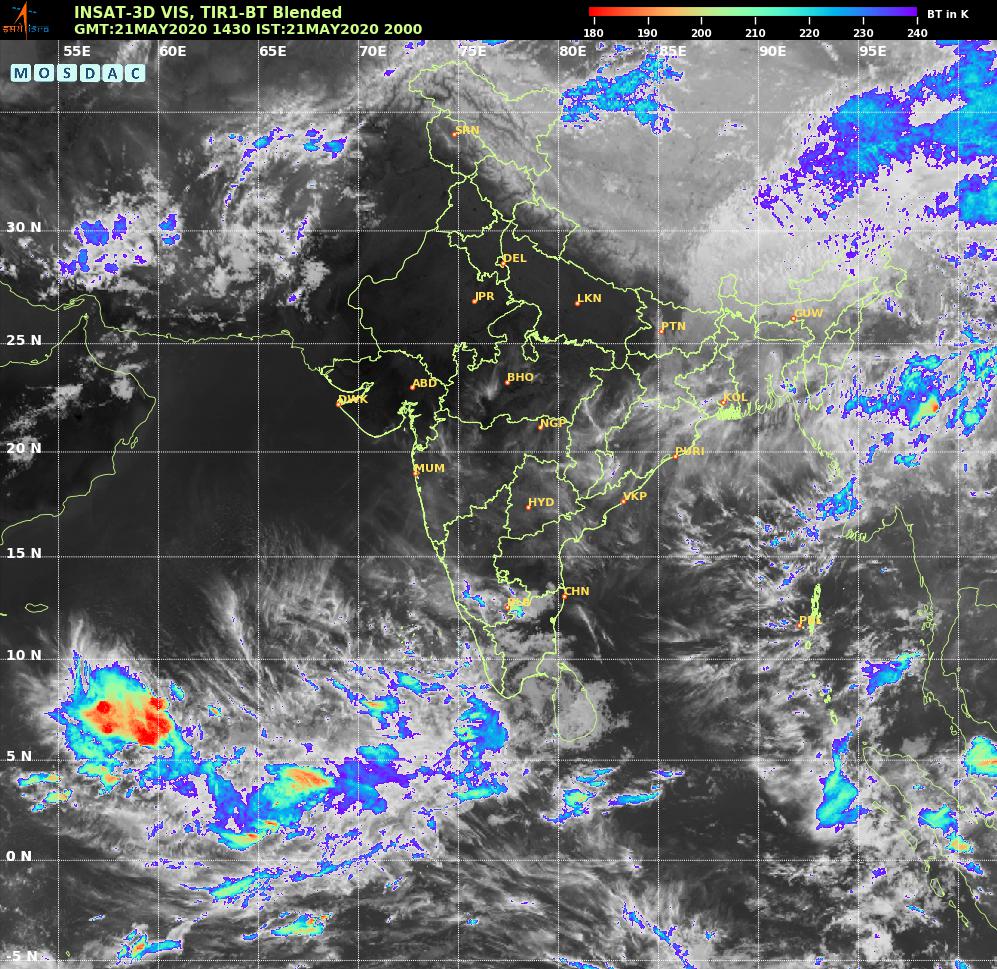 INSAT-3D VIS, TIR1-BT Blended
GMT:21MAY2020 1430 IST:21MAY2020 2000
180 190 200 210 220 230 240 BT in K
55E 60E 65E 70E 75E 80E 85E 90E 95E
M O S D A C
SRN
30 N
DEL
JPR LKN
GUW
PTN
25 N
BHO
ABD
DWK KOL
NGP
20 N PURI
MUM
HYD VKP
15 N
CHN
BLR
PBL
10 N
5 N
0 N
-5 N